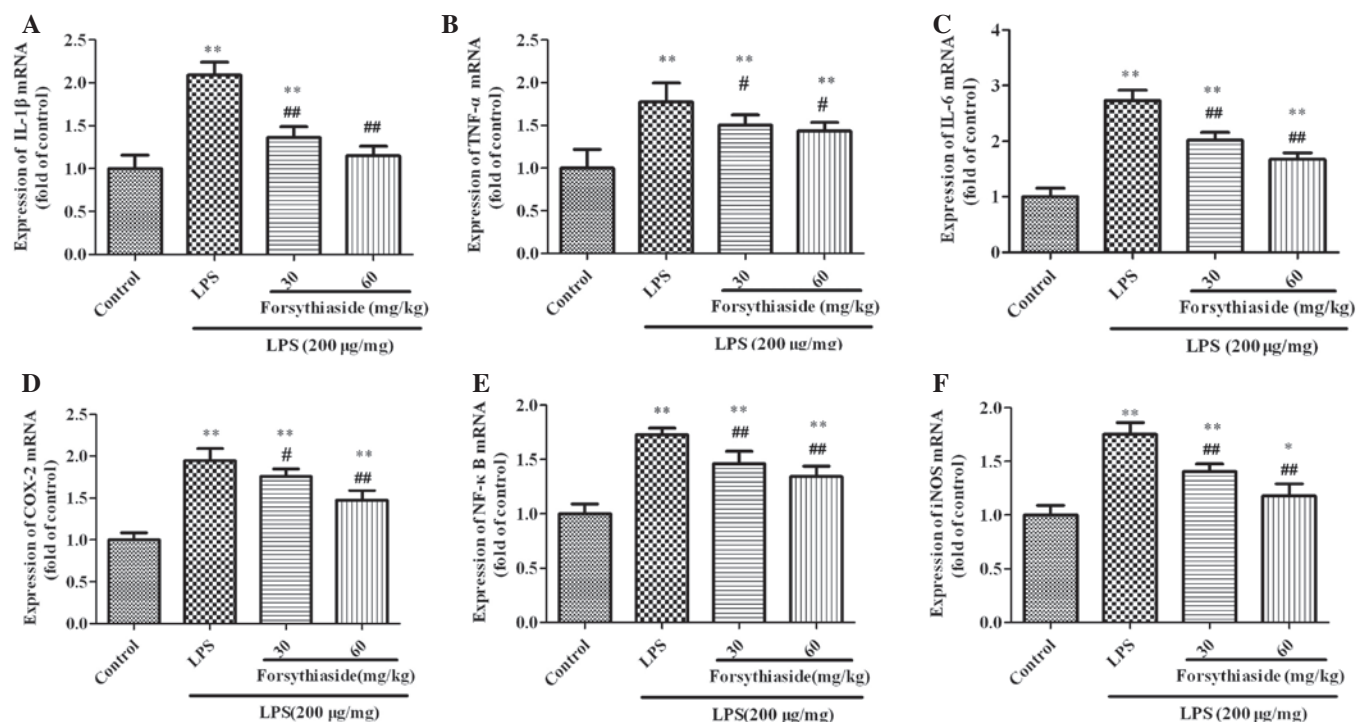 A
Expression of IL-1β mRNA
(fold of control)
2.5
2.0
1.5
1.0
0.5
0.0
**
**
##
##
Control
LPS
30
60
Forsythiaside (mg/kg)
LPS (200 µg/mg)
B
Expression of TNF-α mRNA
(fold of control)
2.5
2.0
1.5
1.0
0.5
0.0
**
**
#
**
#
Control
LPS
30
60
Forsythiaside (mg/kg)
LPS (200 µg/mg)
C
Expression of IL-6 mRNA
(fold of control)
4
3
2
1
0
**
**
##
**
##
Control
LPS
30
60
Forsythiaside (mg/kg)
LPS (200 µg/mg)
D
Expression of COX-2 mRNA
(fold of control)
2.5
2.0
1.5
1.0
0.5
0.0
**
**
#
**
##
Control
LPS
30
60
Forsythiaside(mg/kg)
LPS(200 µg/mg)
E
Expression of NF-κ B mRNA
(fold of control)
2.0
1.5
1.0
0.5
0.0
**
**
##
**
##
Control
LPS
30
60
Forsythiaside(mg/kg)
LPS(200 µg/mg)
F
Expression of iNOS mRNA
(fold of control)
2.0
1.5
1.0
0.5
0.0
**
**
##
*
##
Control
LPS
30
60
Forsythiaside (mg/kg)
LPS (200 µg/mg)